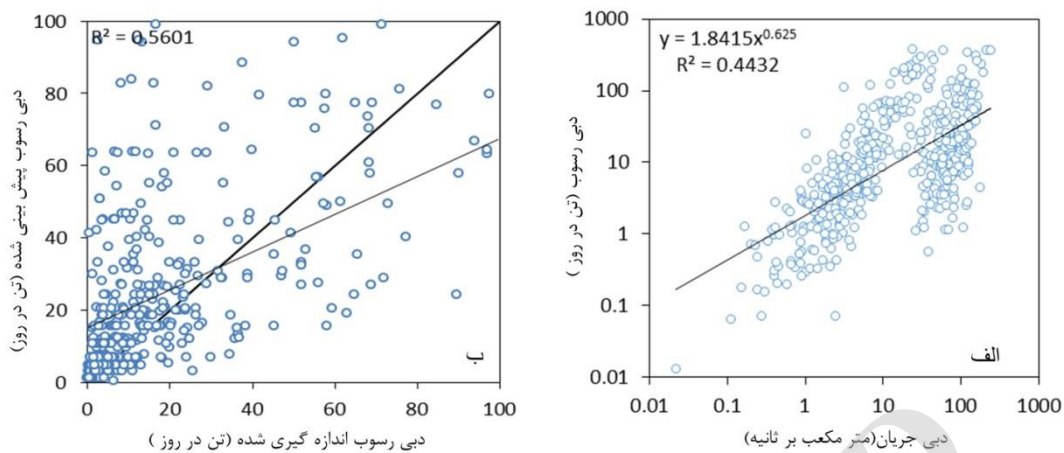 1000
100
10
1
0.1
0.01
y = 1.8415x^0.625
R² = 0.4432
دبی رسوب (تن در روز )
الف
0.01 0.1 1 10 100 1000
دبی جریان(متر مکعب بر ثانیه)
100
80
60
40
20
0
R² = 0.5601
دبی رسوب پیش بینی شده (تن در روز)
ب
0 20 40 60 80 100
دبی رسوب اندازه گیری شده (تن در روز )